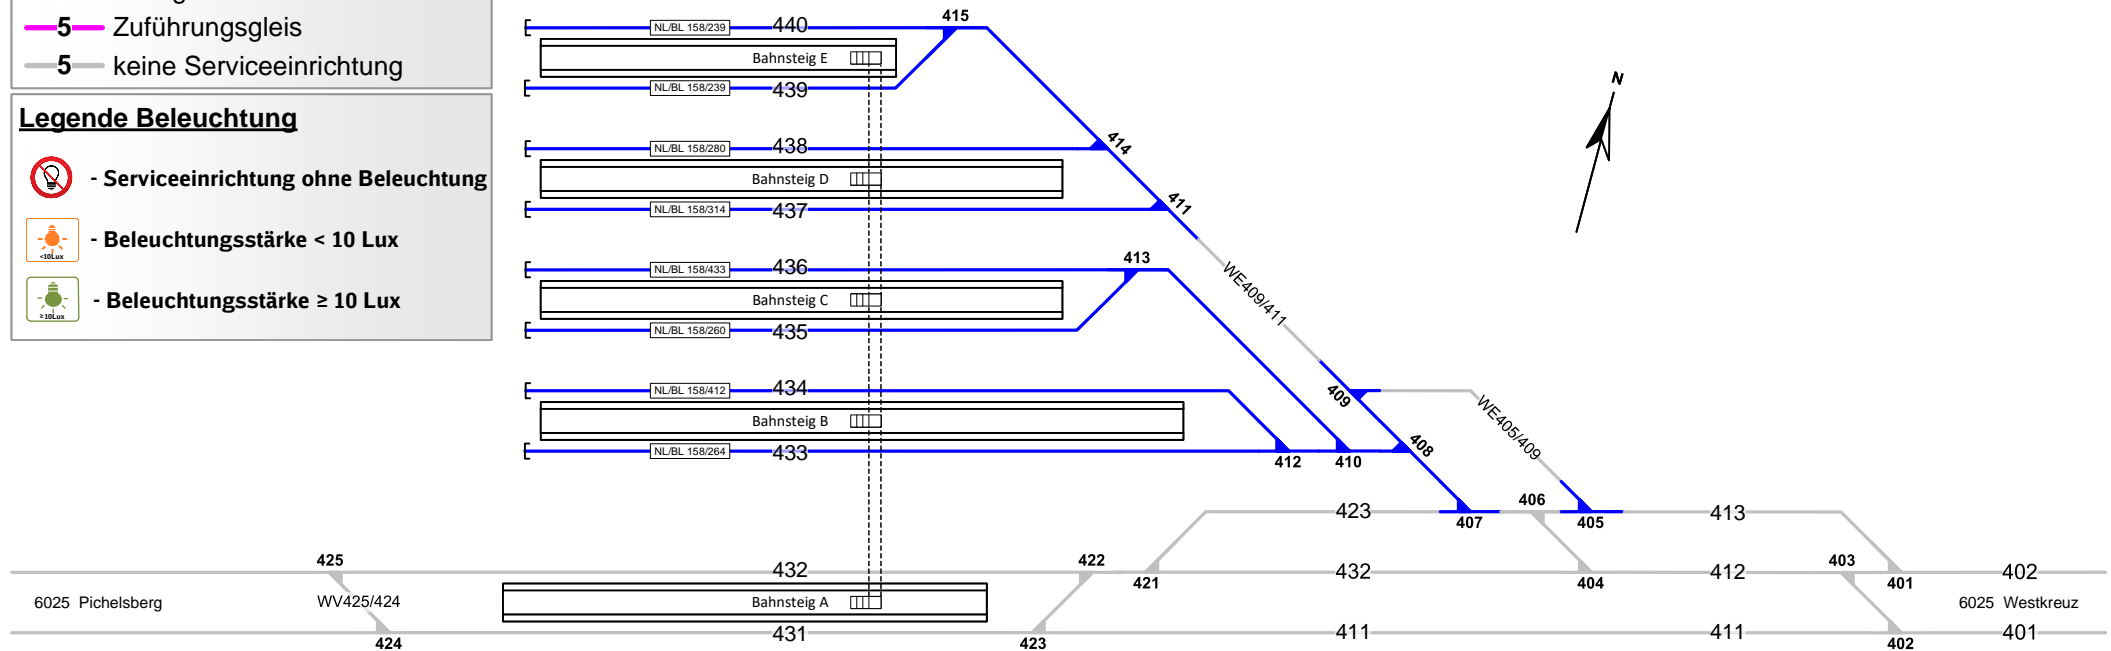 5 Zuführungsgleis
5 keine Serviceeinrichtung
Legende Beleuchtung
- Serviceeinrichtung ohne Beleuchtung
<10Lux
- Beleuchtungsstärke < 10 Lux
≥10Lux
- Beleuchtungsstärke ≥ 10 Lux
NL/BL 158/239 440 415
Bahnsteig E
NL/BL 158/239 439
NL/BL 158/280 438 414
Bahnsteig D
NL/BL 158/314 437 411
NL/BL 158/433 436 413
WE409/411
Bahnsteig C
NL/BL 158/260 435
NL/BL 158/412 434 409
WE405/409
Bahnsteig B
NL/BL 158/264 433 412 410 408
423 407 406 405 413
425 432 422 421 432 404 412 403 401 402
6025 Pichelsberg WV425/424 Bahnsteig A 6025 Westkreuz
424 431 423 411 411 402 401
N